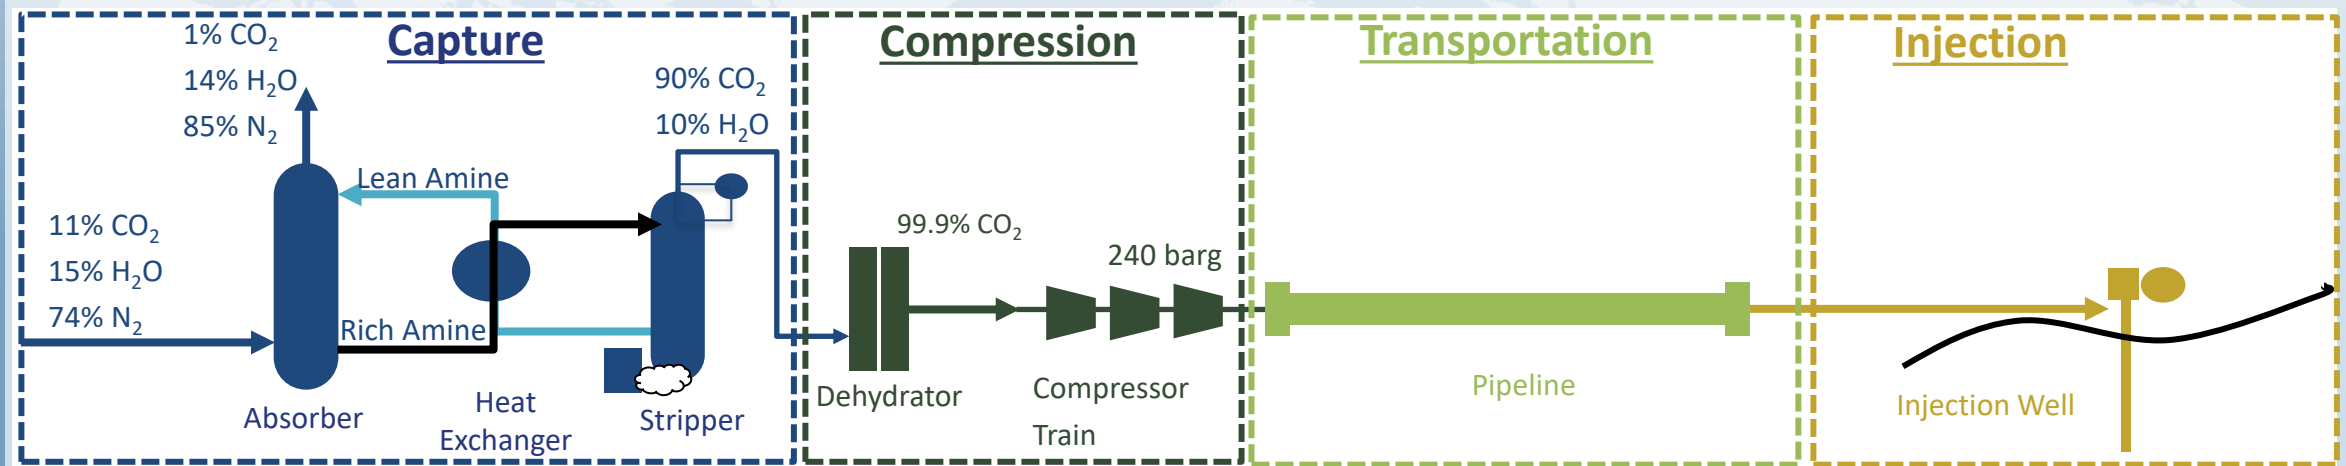 Capture
1% CO₂
14% H₂O
85% N₂
90% CO₂
10% H₂O
Lean Amine
11% CO₂
15% H₂O
74% N₂
Rich Amine
Absorber
Heat
Exchanger
Stripper
Compression
99.9% CO₂
240 barg
Dehydrator
Compressor
Train
Transportation
Pipeline
Injection
Injection Well